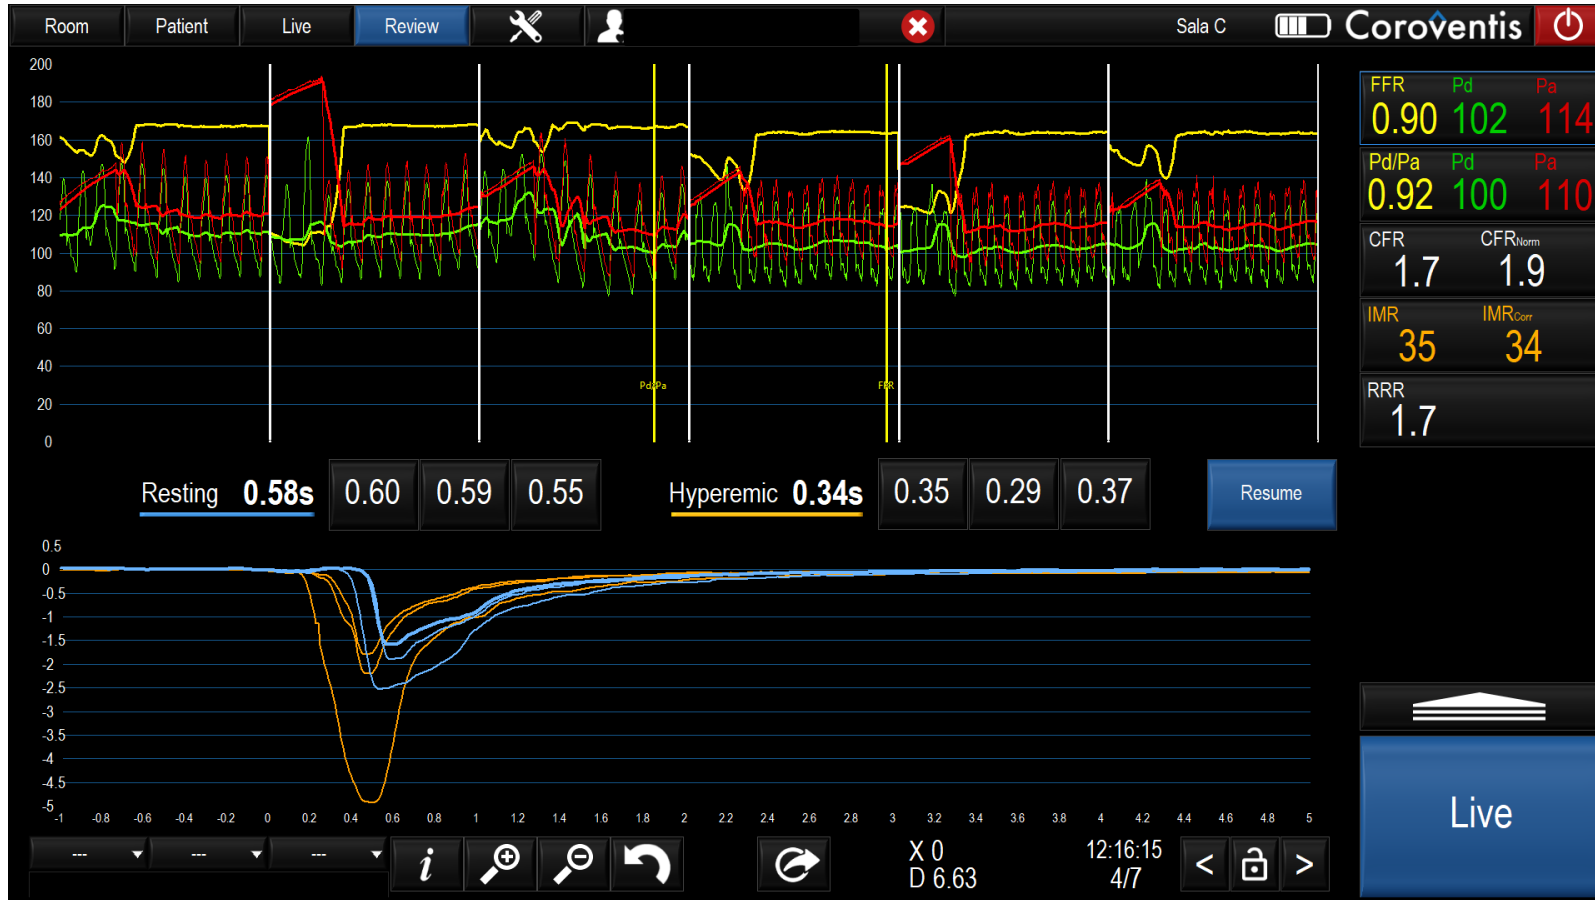 Room Patient Live Review Sala C Coroventis
200
180
160
140
120
100
80
60
40
20
0
Pd/Pa FFR
FFR Pd Pa
0.90 102 114
Pd/Pa Pd Pa
0.92 100 110
CFR CFRNorm
1.7 1.9
IMR IMRCorr
35 34
RRR
1.7
Resting 0.58s 0.60 0.59 0.55 Hyperemic 0.34s 0.35 0.29 0.37 Resume
0.5
0
-0.5
-1
-1.5
-2
-2.5
-3
-3.5
-4
-4.5
-5
-1 -0.8 -0.6 -0.4 -0.2 0 0.2 0.4 0.6 0.8 1 1.2 1.4 1.6 1.8 2 2.2 2.4 2.6 2.8 3 3.2 3.4 3.6 3.8 4 4.2 4.4 4.6 4.8 5
--- --- --- i X 0 12:16:15 < >
D 6.63 4/7
Live